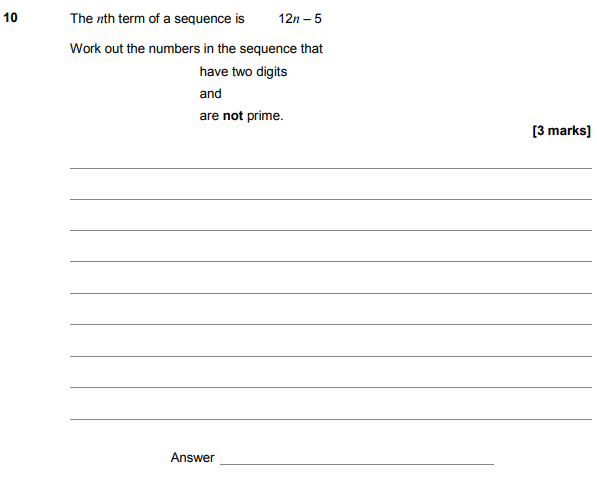 10 The nth term of a sequence is 12n – 5
Work out the numbers in the sequence that
have two digits
and
are not prime.
[3 marks]
Answer